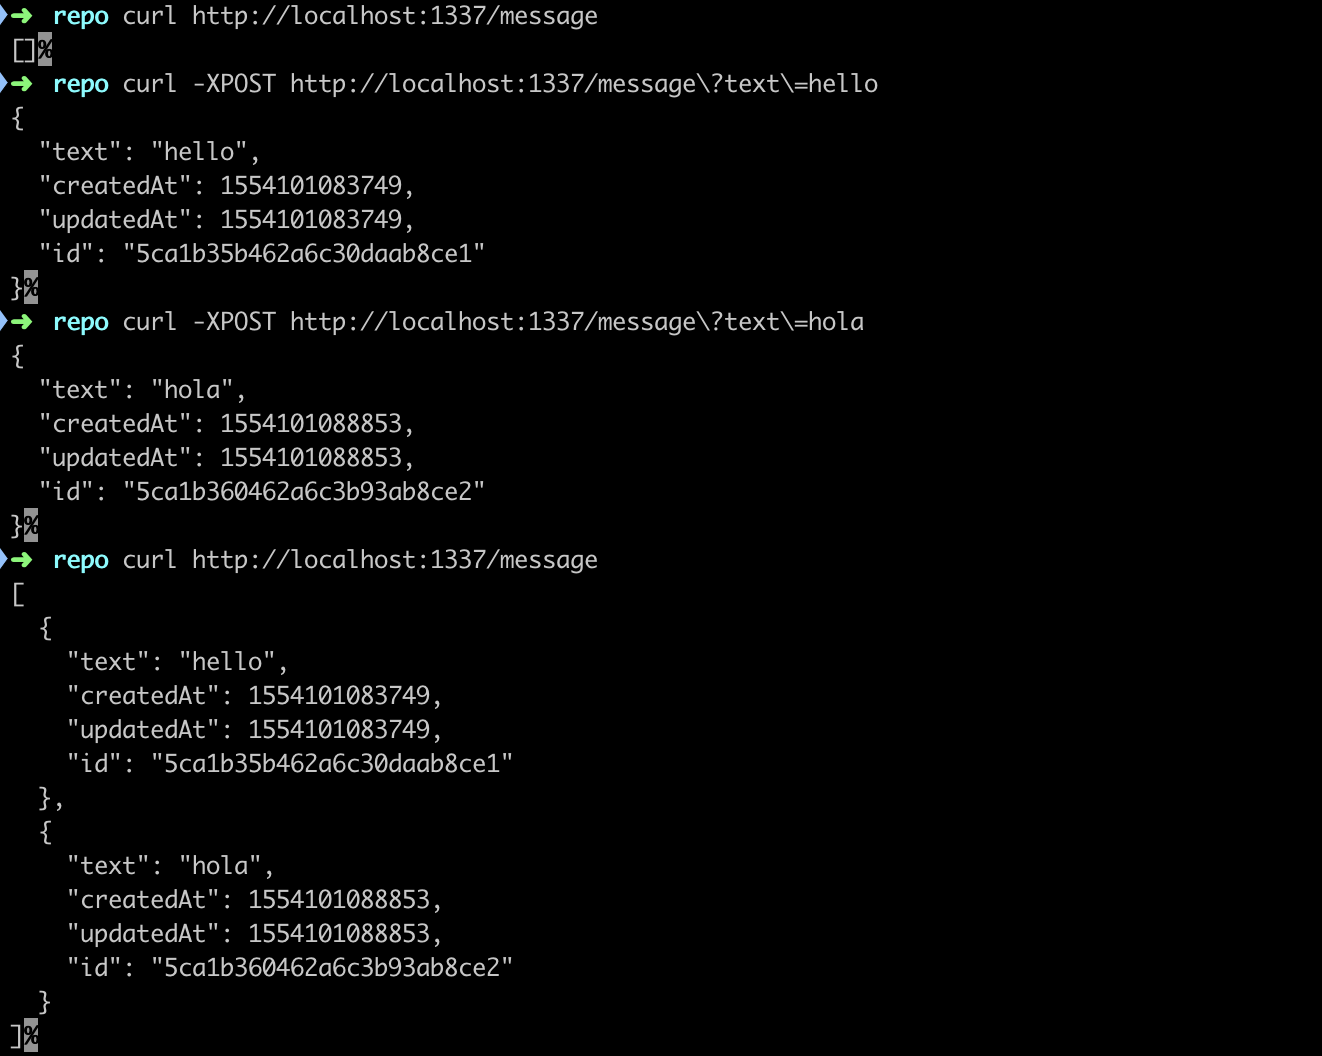 ➜  repo curl http://localhost:1337/message
[]%
➜  repo curl -XPOST http://localhost:1337/message\?text\=hello
{
  "text": "hello",
  "createdAt": 1554101083749,
  "updatedAt": 1554101083749,
  "id": "5ca1b35b462a6c30daab8ce1"
}%
➜  repo curl -XPOST http://localhost:1337/message\?text\=hola
{
  "text": "hola",
  "createdAt": 1554101088853,
  "updatedAt": 1554101088853,
  "id": "5ca1b360462a6c3b93ab8ce2"
}%
➜  repo curl http://localhost:1337/message
[
  {
    "text": "hello",
    "createdAt": 1554101083749,
    "updatedAt": 1554101083749,
    "id": "5ca1b35b462a6c30daab8ce1"
  },
  {
    "text": "hola",
    "createdAt": 1554101088853,
    "updatedAt": 1554101088853,
    "id": "5ca1b360462a6c3b93ab8ce2"
  }
]%